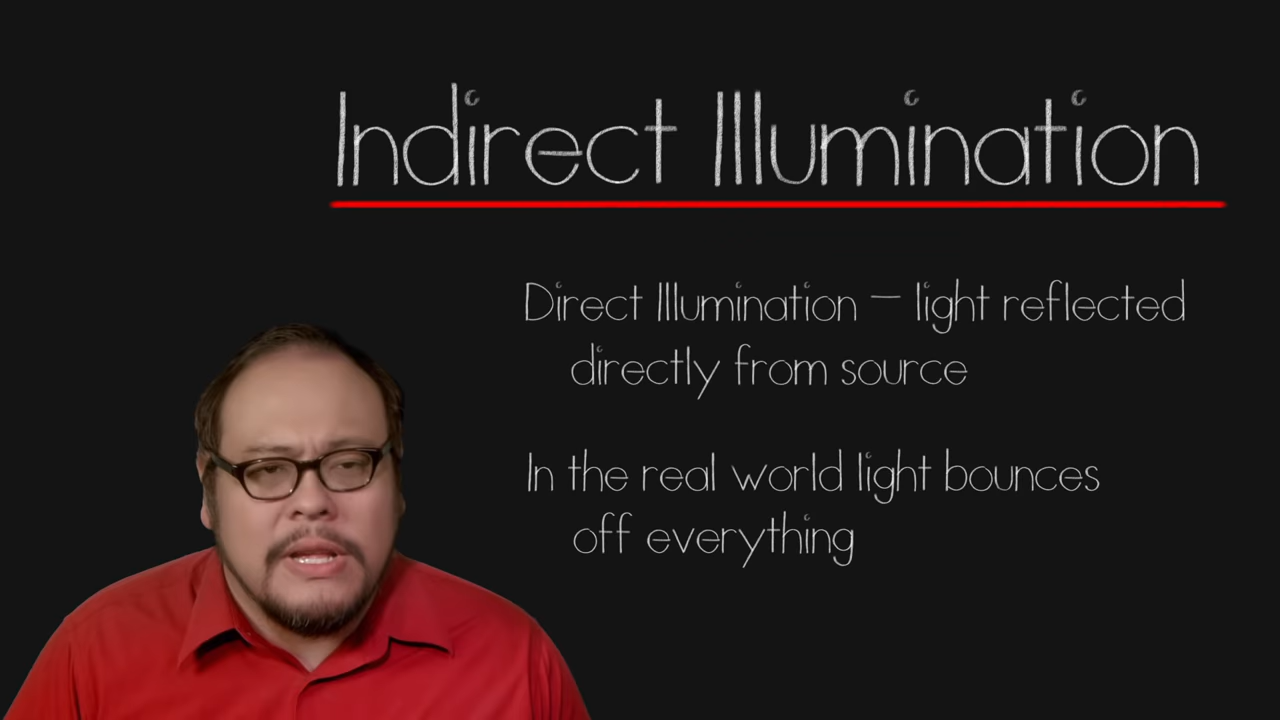 Indirect Illumination
Direct Illumination – light reflected
directly from source
In the real world light bounces
off everything